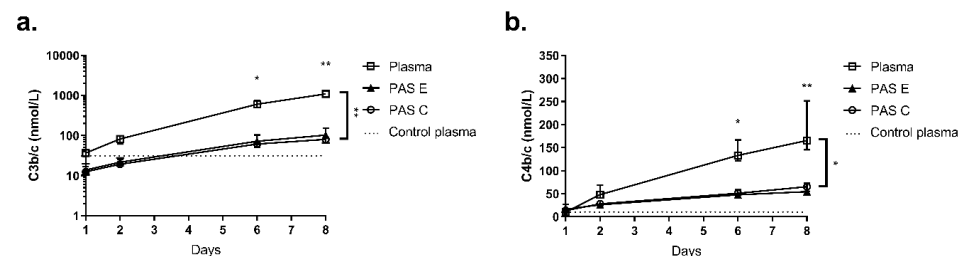 a.
C3b/c (nmol/L)
10000
1000
100
10
1
1 2 3 4 5 6 7 8
Days
*
**
**
Plasma
PAS E
PAS C
Control plasma
b.
C4b/c (nmol/L)
350
300
250
200
150
100
50
0
1 2 3 4 5 6 7 8
Days
*
**
*
Plasma
PAS E
PAS C
Control plasma